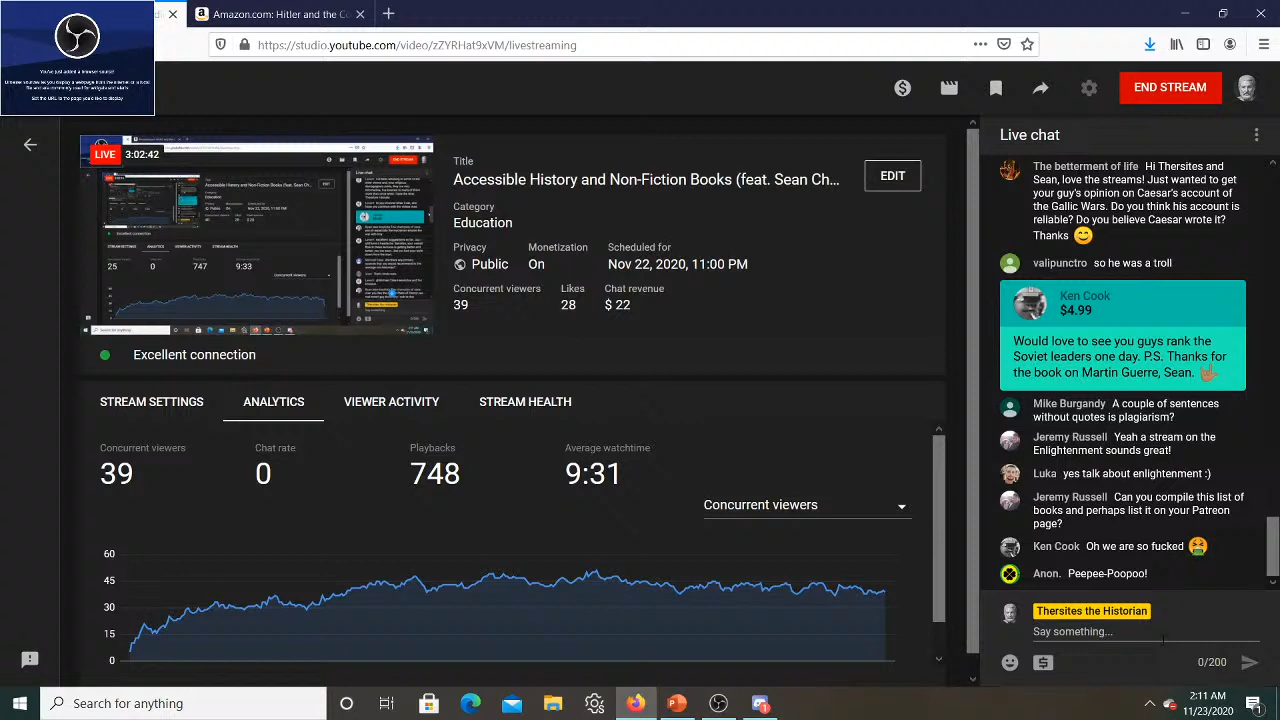 Amazon.com: Hitler and the Co
https://studio.youtube.com/video/zZYRHat9xVM/livestreaming
You've just added a browser source!
END STREAM
LIVE
3:02:42
Title
Accessible History and Non-Fiction Books (feat. Sean Ch...
EDIT
Category
Education
Monetization
Scheduled for
Public
On
Nov 22, 2020, 11:00 PM
Concurrent viewers
Likes
Chat revenue
39
28
$ 22
Excellent connection
STREAM SETTINGS
ANALYTICS
VIEWER ACTIVITY
STREAM HEALTH
Concurrent viewers
Chat rate
Playbacks
Average watchtime
39
0
748
9:31
Concurrent viewers
60
45
30
15
0
Live chat
The betterment of life Hi Thersites and
Sean, love the streams! Just wanted to get
your guy's opinion on Caesar's account of
the Gallic Wars. Do you think his account is
reliable? Do you believe Caesar wrote it?
Thanks 😊
valipunctro so he was a troll
Ken Cook
$4.99
Would love to see you guys rank the
Soviet leaders one day. P.S. Thanks for
the book on Martin Guerre, Sean.
Mike Burgandy A couple of sentences
without quotes is plagiarism?
Jeremy Russell Yeah a stream on the
Enlightenment sounds great!
Luka yes talk about enlightenment :)
Jeremy Russell Can you compile this list of
books and perhaps list it on your Patreon
page?
Ken Cook Oh we are so fucked 🤮
Anon. Peepee-Poopoo!
Thersites the Historian
Say something...
0/200
Search for anything
2:11 AM
11/23/2020